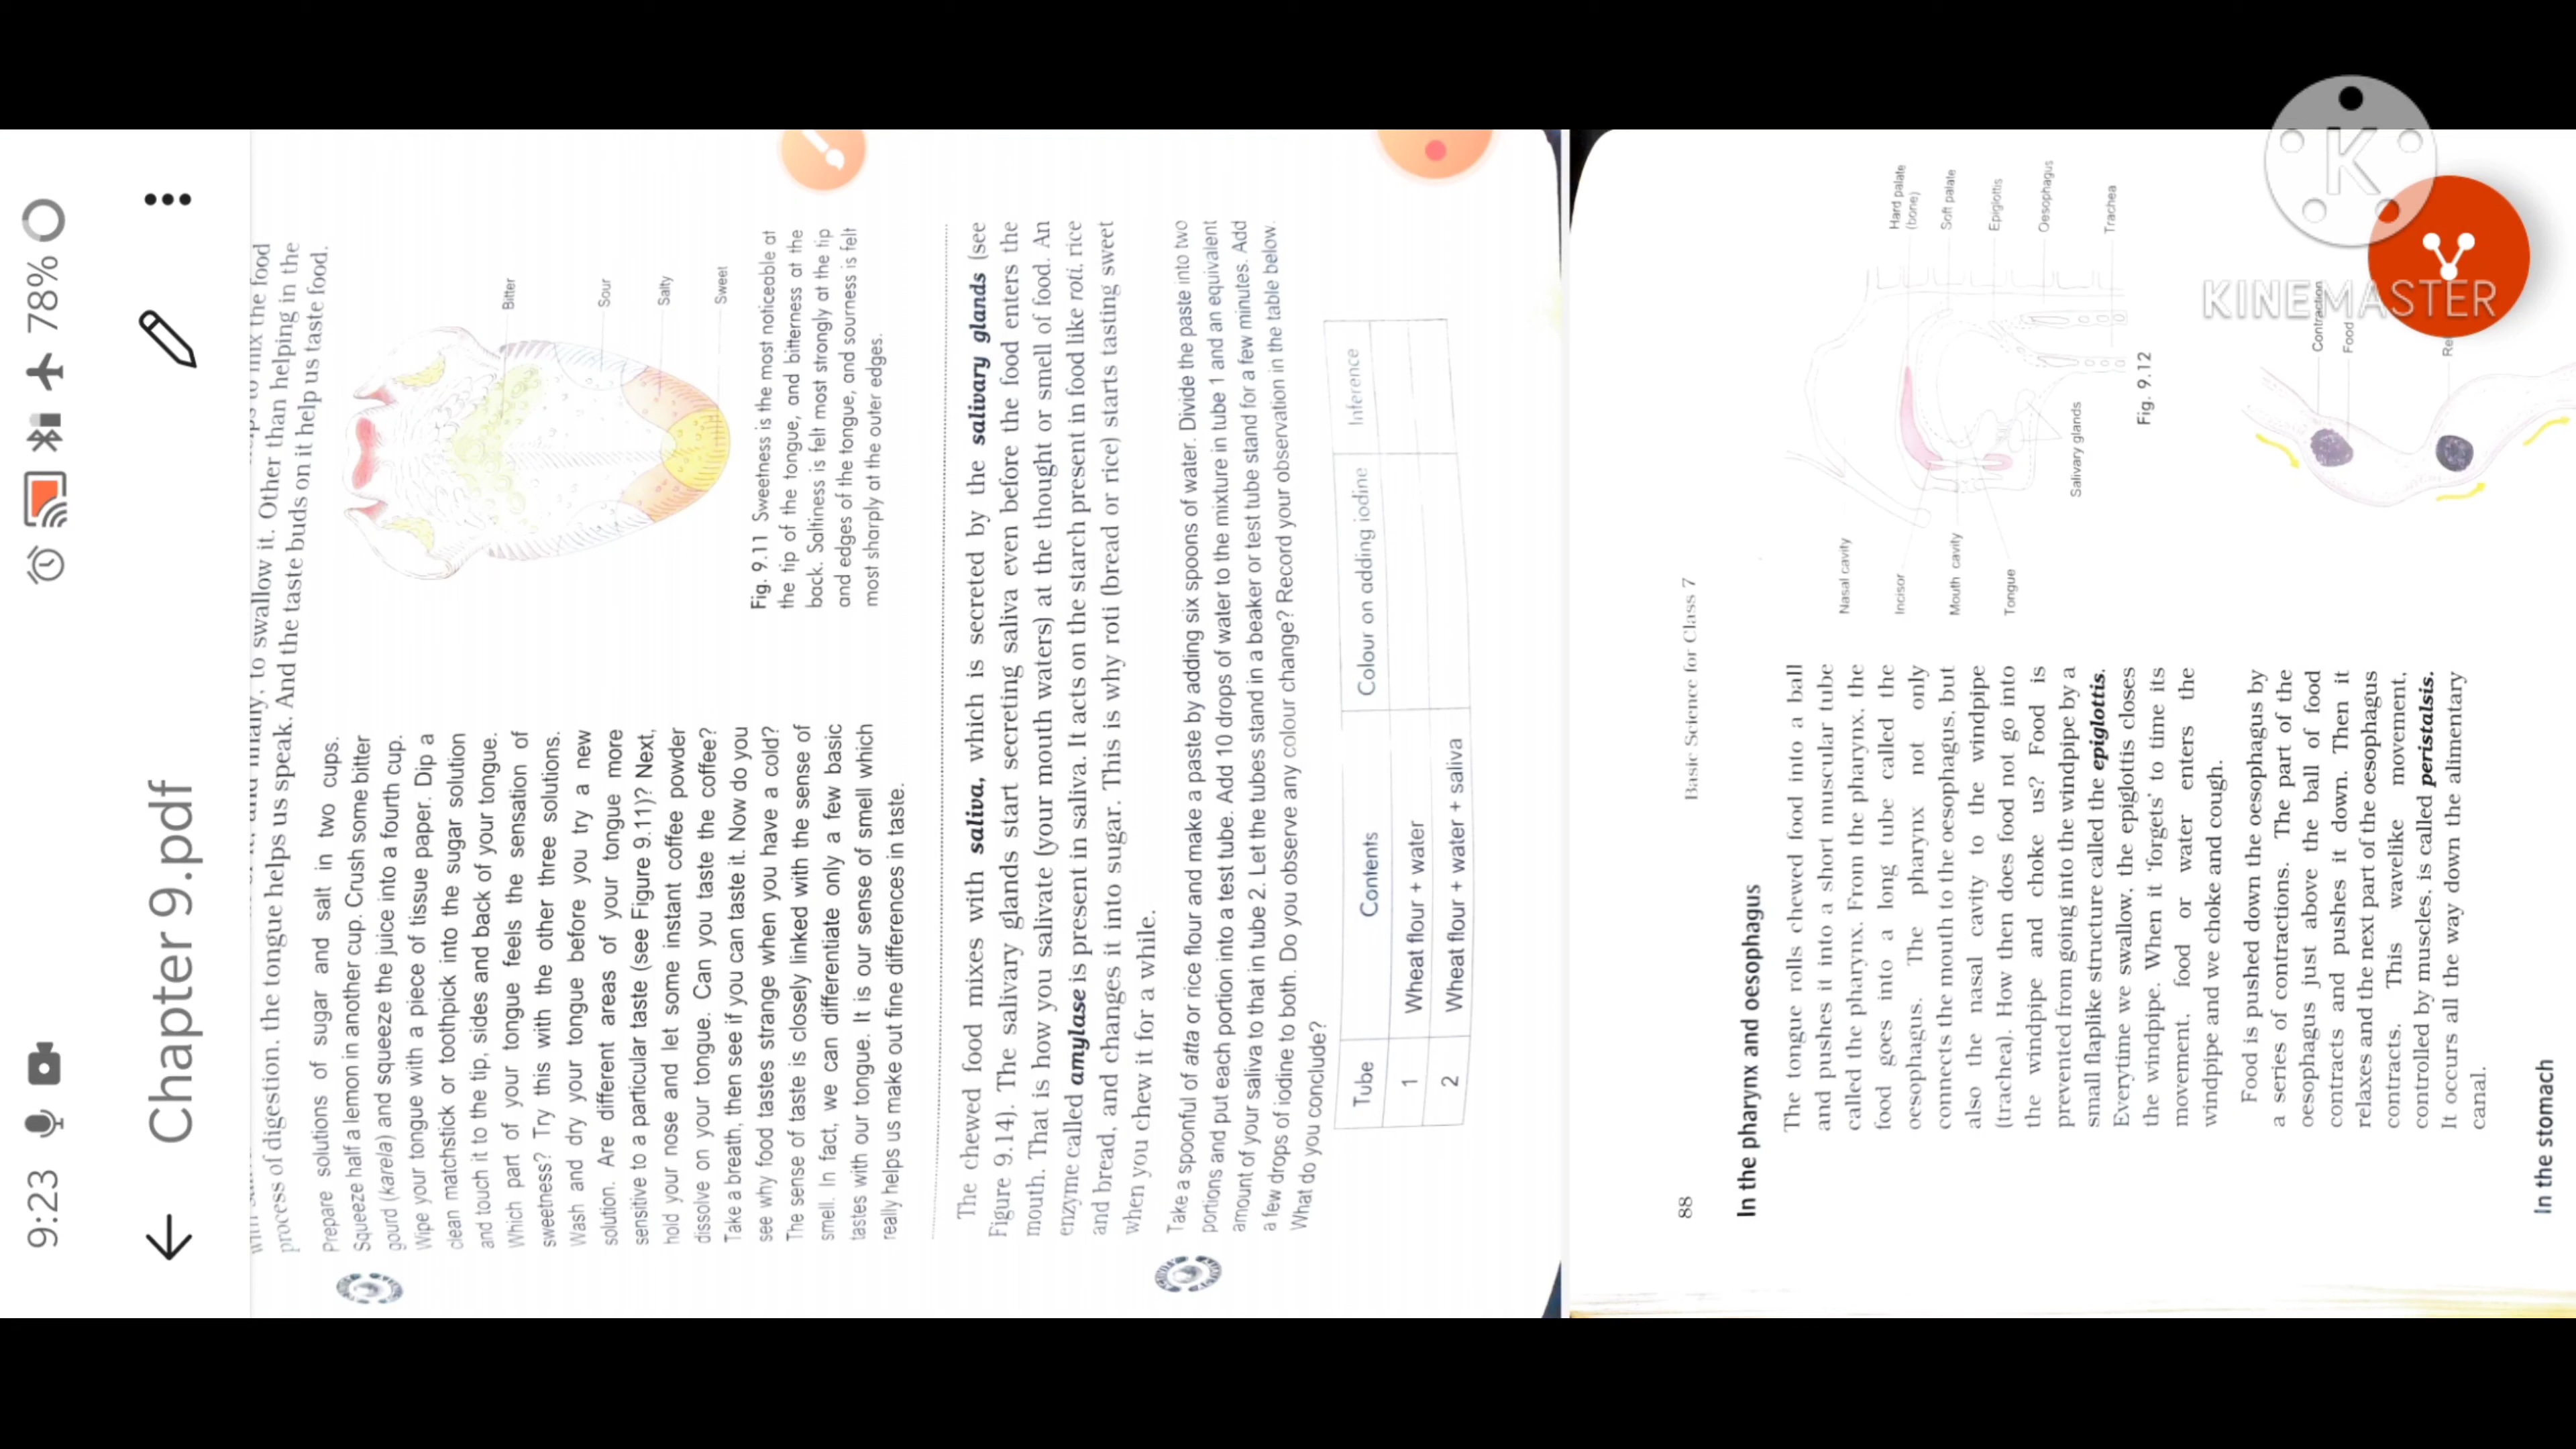 9:23
78%
Chapter 9.pdf
to swallow it. Other than helping in the
process of digestion, the tongue helps us speak. And the taste buds on it help us taste food.
Prepare solutions of sugar and salt in two cups.
Squeeze half a lemon in another cup. Crush some bitter
gourd (karela) and squeeze the juice into a fourth cup.
Wipe your tongue with a piece of tissue paper. Dip a
clean matchstick or toothpick into the sugar solution
and touch it to the tip, sides and back of your tongue.
Which part of your tongue feels the sensation of
sweetness? Try this with the other three solutions.
Wash and dry your tongue before you try a new
solution. Are different areas of your tongue more
sensitive to a particular taste (see Figure 9.11)? Next,
hold your nose and let some instant coffee powder
dissolve on your tongue. Can you taste the coffee?
Take a breath, then see if you can taste it. Now do you
see why food tastes strange when you have a cold?
The sense of taste is closely linked with the sense of
smell. In fact, we can differentiate only a few basic
tastes with our tongue. It is our sense of smell which
really helps us make out fine differences in taste.
Bitter
Sour
Salty
Sweet
Fig. 9.11 Sweetness is the most noticeable at
the tip of the tongue, and bitterness at the
back. Saltiness is felt most strongly at the tip
and edges of the tongue, and sourness is felt
most sharply at the outer edges.
The chewed food mixes with saliva, which is secreted by the salivary glands (see
Figure 9.14). The salivary glands start secreting saliva even before the food enters the
mouth. That is how you salivate (your mouth waters) at the thought or smell of food. An
enzyme called amylase is present in saliva. It acts on the starch present in food like roti, rice
and bread, and changes it into sugar. This is why roti (bread or rice) starts tasting sweet
when you chew it for a while.
Take a spoonful of atta or rice flour and make a paste by adding six spoons of water. Divide the paste into two
portions and put each portion into a test tube. Add 10 drops of water to the mixture in tube 1 and an equivalent
amount of your saliva to that in tube 2. Let the tubes stand in a beaker or test tube stand for a few minutes. Add
a few drops of iodine to both. Do you observe any colour change? Record your observation in the table below.
What do you conclude?
Tube Contents Colour on adding iodine Inference
1 Wheat flour + water
2 Wheat flour + water + saliva
88 Basic Science for Class 7
In the pharynx and oesophagus
The tongue rolls chewed food into a ball
and pushes it into a short muscular tube
called the pharynx. From the pharynx, the
food goes into a long tube called the
oesophagus. The pharynx not only
connects the mouth to the oesophagus, but
also the nasal cavity to the windpipe
(trachea). How then does food not go into
the windpipe and choke us? Food is
prevented from going into the windpipe by a
small flaplike structure called the epiglottis.
Everytime we swallow, the epiglottis closes
the windpipe. When it 'forgets' to time its
movement, food or water enters the
windpipe and we choke and cough.
Food is pushed down the oesophagus by
a series of contractions. The part of the
oesophagus just above the ball of food
contracts and pushes it down. Then it
relaxes and the next part of the oesophagus
contracts. This wavelike movement,
controlled by muscles, is called peristalsis.
It occurs all the way down the alimentary
canal.
In the stomach
Nasal cavity
Incisor
Mouth cavity
Tongue
Salivary glands
Hard palate
(bone)
Soft palate
Epiglottis
Oesophagus
Trachea
Fig. 9.12
Contraction
Food
K
KINEMASTER